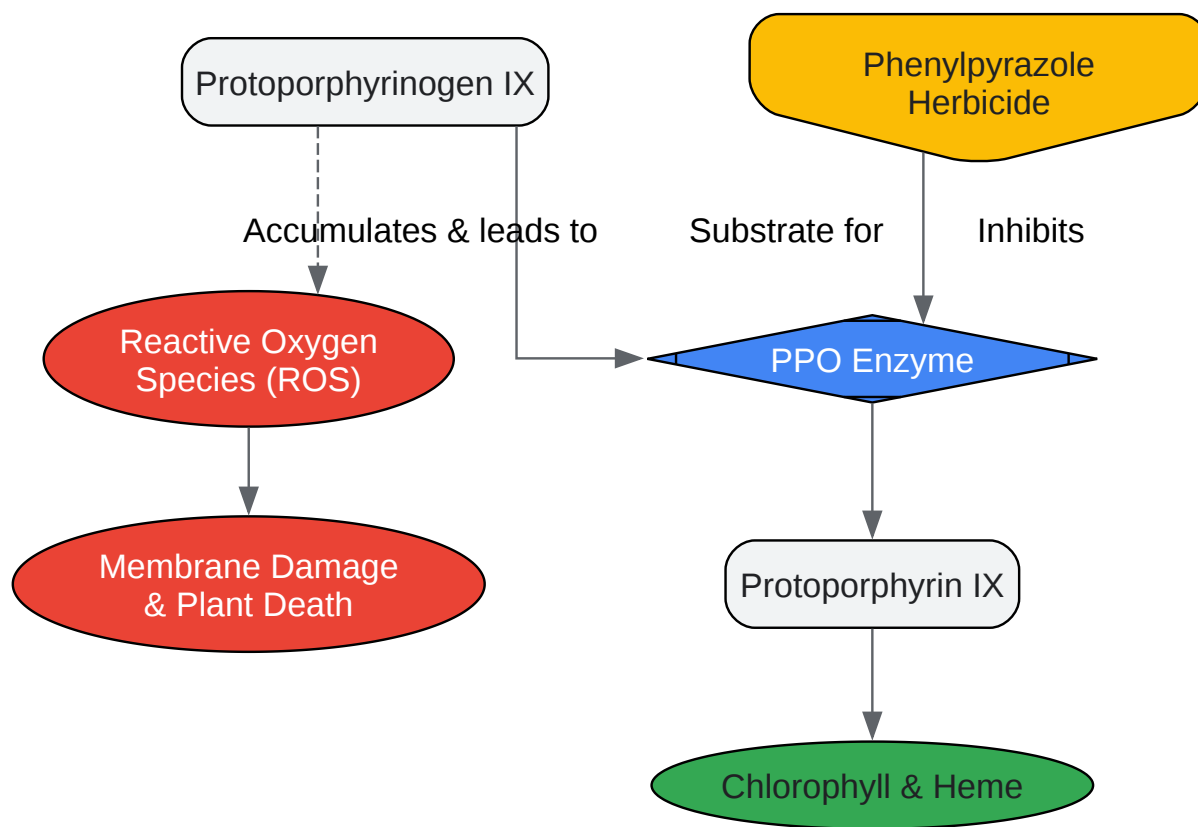 Protoporphyrinogen IX
Phenylpyrazole
Herbicide
Accumulates & leads to
Substrate for
Inhibits
Reactive Oxygen
Species (ROS)
PPO Enzyme
Membrane Damage
& Plant Death
Protoporphyrin IX
Chlorophyll & Heme